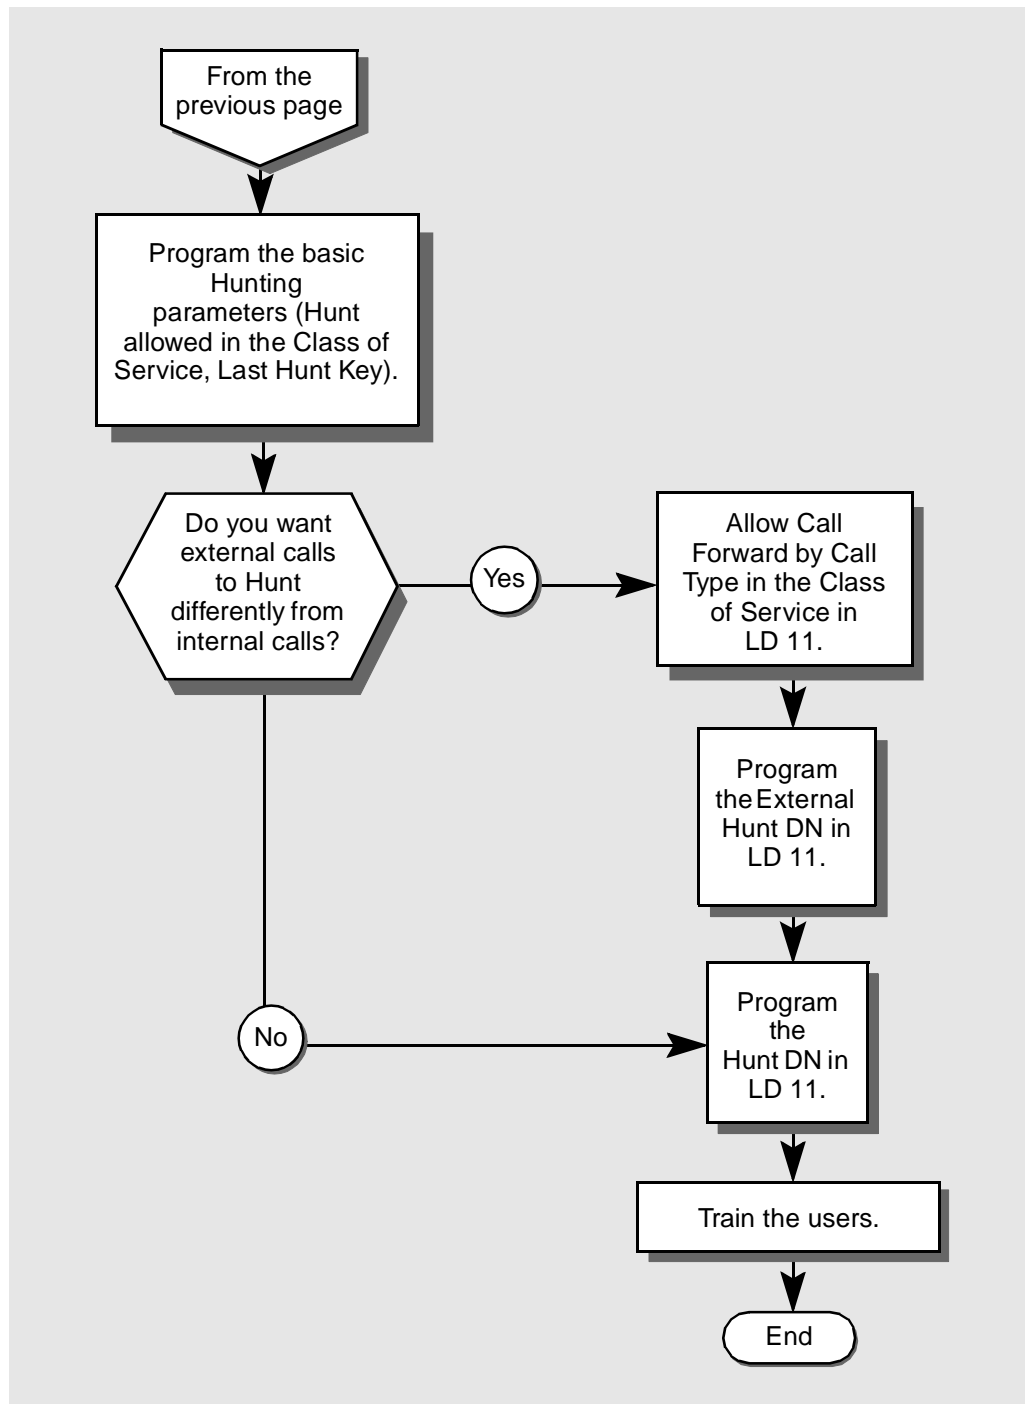 From the
previous page
Program the basic
Hunting
parameters (Hunt
allowed in the Class of
Service, Last Hunt Key).
Do you want
external calls
to Hunt
differently from
internal calls?
Yes
Allow Call
Forward by Call
Type in the Class
of Service in
LD 11.
Program
the External
Hunt DN in
LD 11.
No
Program
the
Hunt DN in
LD 11.
Train the users.
End